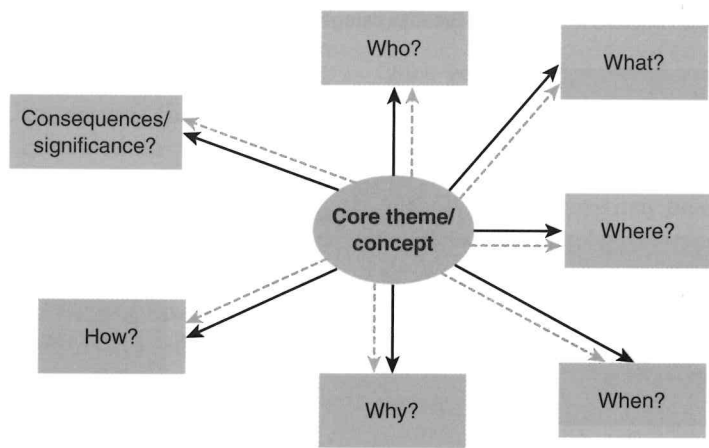 Who?
What?
Consequences/
significance?
Core theme/
concept
Where?
How?
Why?
When?